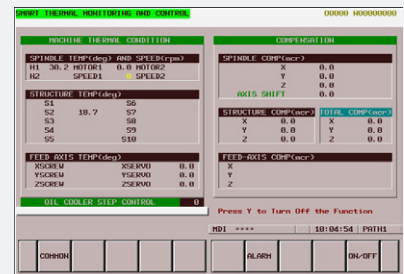 SMART THERMAL MONITORING AND CONTROL 00000 N00000000
MACHINE THERMAL CONDITION
SPINDLE TEMP(deg) AND SPEED(rpm)
H1 30.2 MOTOR1 0.0 MOTOR2
H2 SPEED1 0 SPEED2
STRUCTURE TEMP(deg)
S1 S6
S2 18.7 S7
S3 S8
S4 S9
S5 S10
FEED AXIS TEMP(deg)
XSCREW XSERVO 0.0
YSCREW YSERVO 0.0
ZSCREW ZSERVO 0.0
OIL COOLER STEP CONTROL 0
COMPENSATION
SPINDLE COMP(mcr)
X 0.0
Y 0.0
Z 0.0
AXIS SHIFT 0.0
STRUCTURE COMP(mcr) TOTAL COMP(mcr)
X 0.0 X 0.0
Y 0.0 Y 0.0
Z 0.0 Z 0.0
FEED-AXIS COMP(mcr)
X
Y
Z
Press Y to Turn Off the Function
MDI **** 10:04:54 PATH1
COMMON ALARM ON/OFF